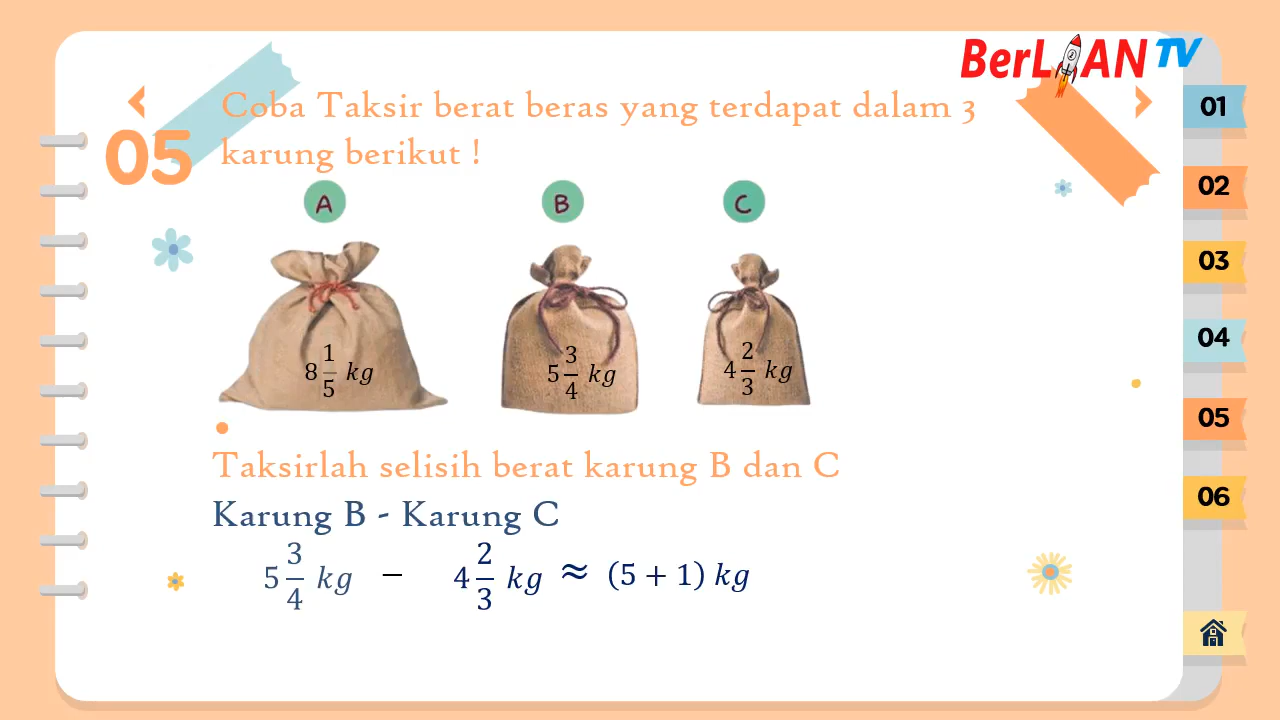 BerLIAN TV
05
Coba Taksir berat beras yang terdapat dalam 3
karung berikut !
01
02
03
04
05
06
A
B
C
8 1/5 kg
5 3/4 kg
4 2/3 kg
Taksirlah selisih berat karung B dan C
Karung B - Karung C
5 3/4 kg − 4 2/3 kg ≈ (5 + 1) kg